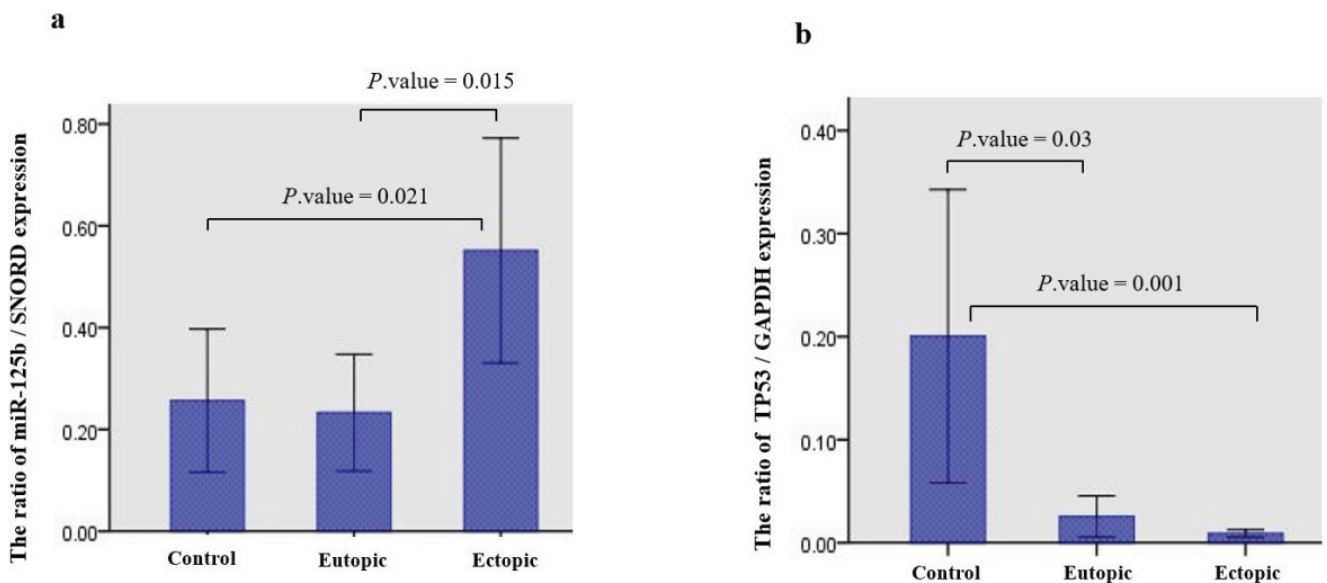 a
P.value = 0.015
P.value = 0.021
The ratio of miR-125b / SNORD expression
0.80
0.60
0.40
0.20
0.00
Control Eutopic Ectopic
b
P.value = 0.03
P.value = 0.001
The ratio of TP53 / GAPDH expression
0.40
0.30
0.20
0.10
0.00
Control Eutopic Ectopic